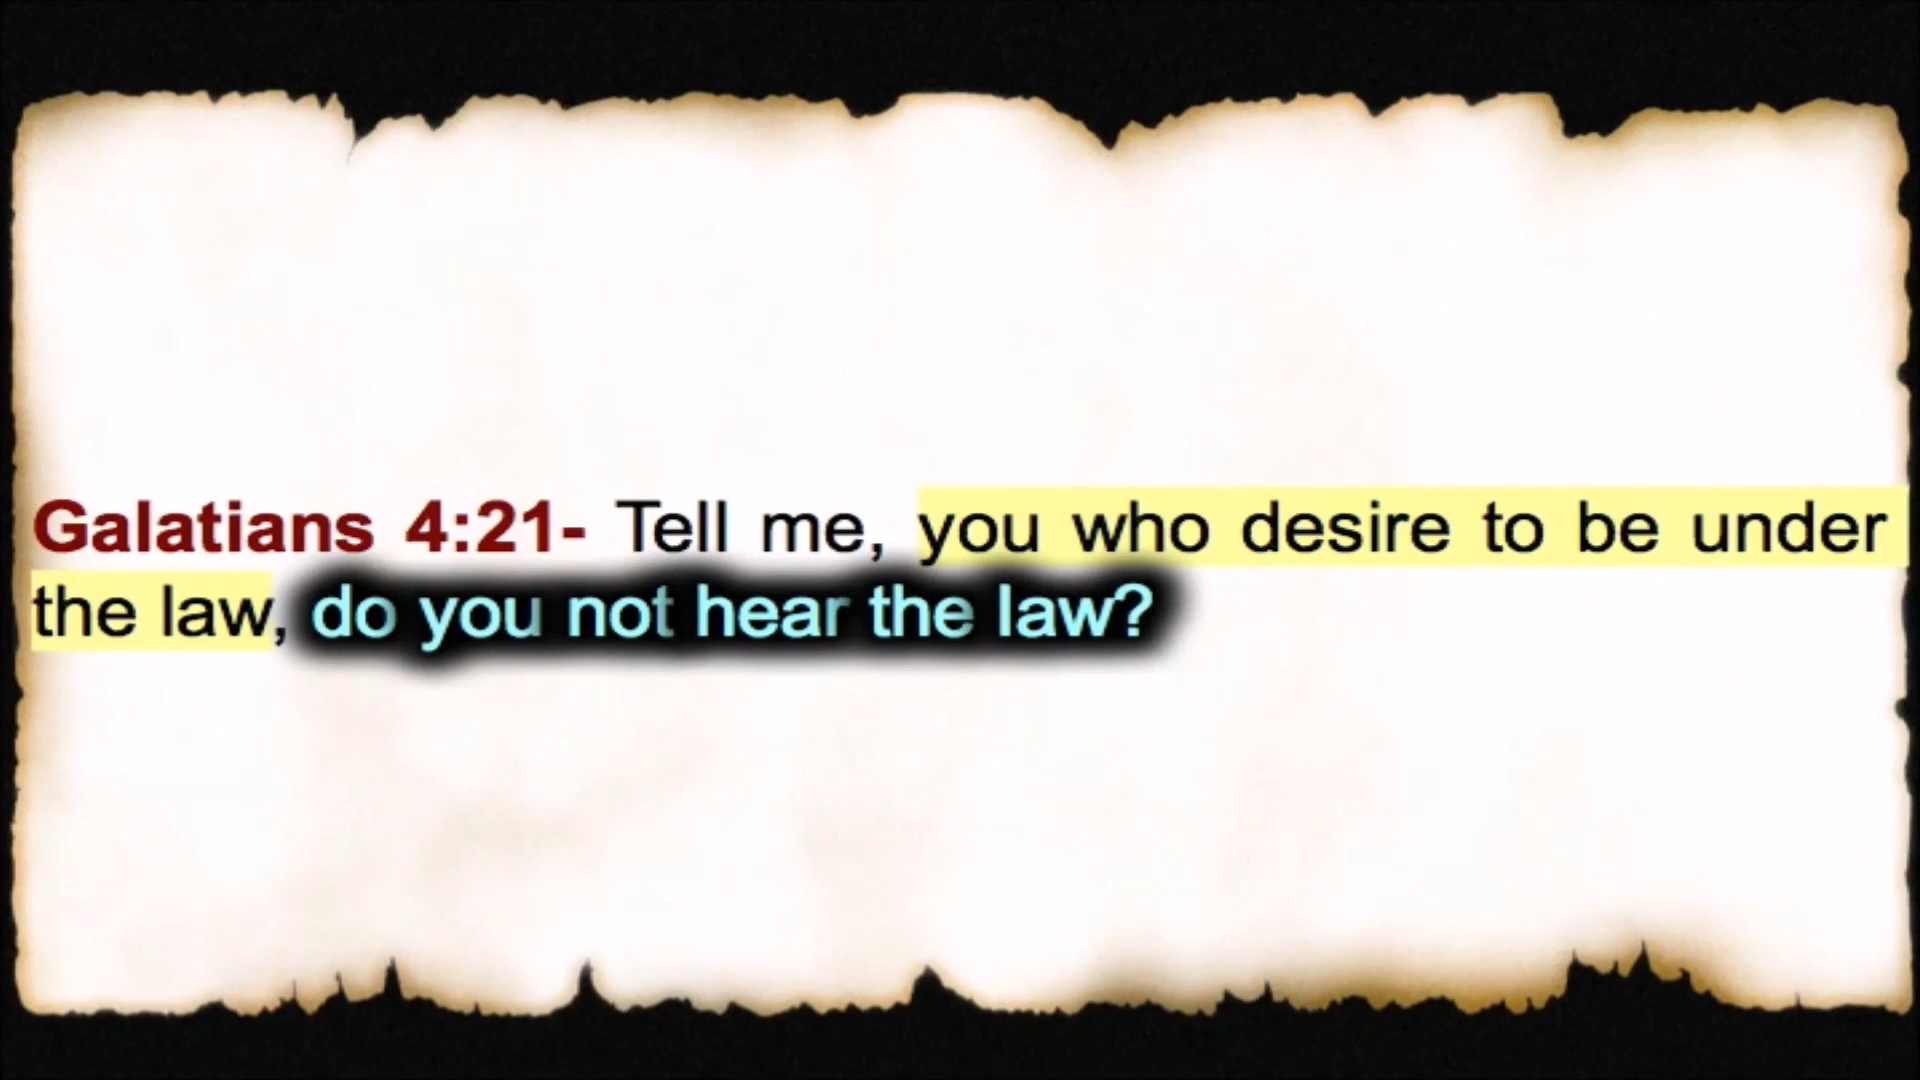 Galatians 4:21- Tell me, you who desire to be under
the law, do you not hear the law?